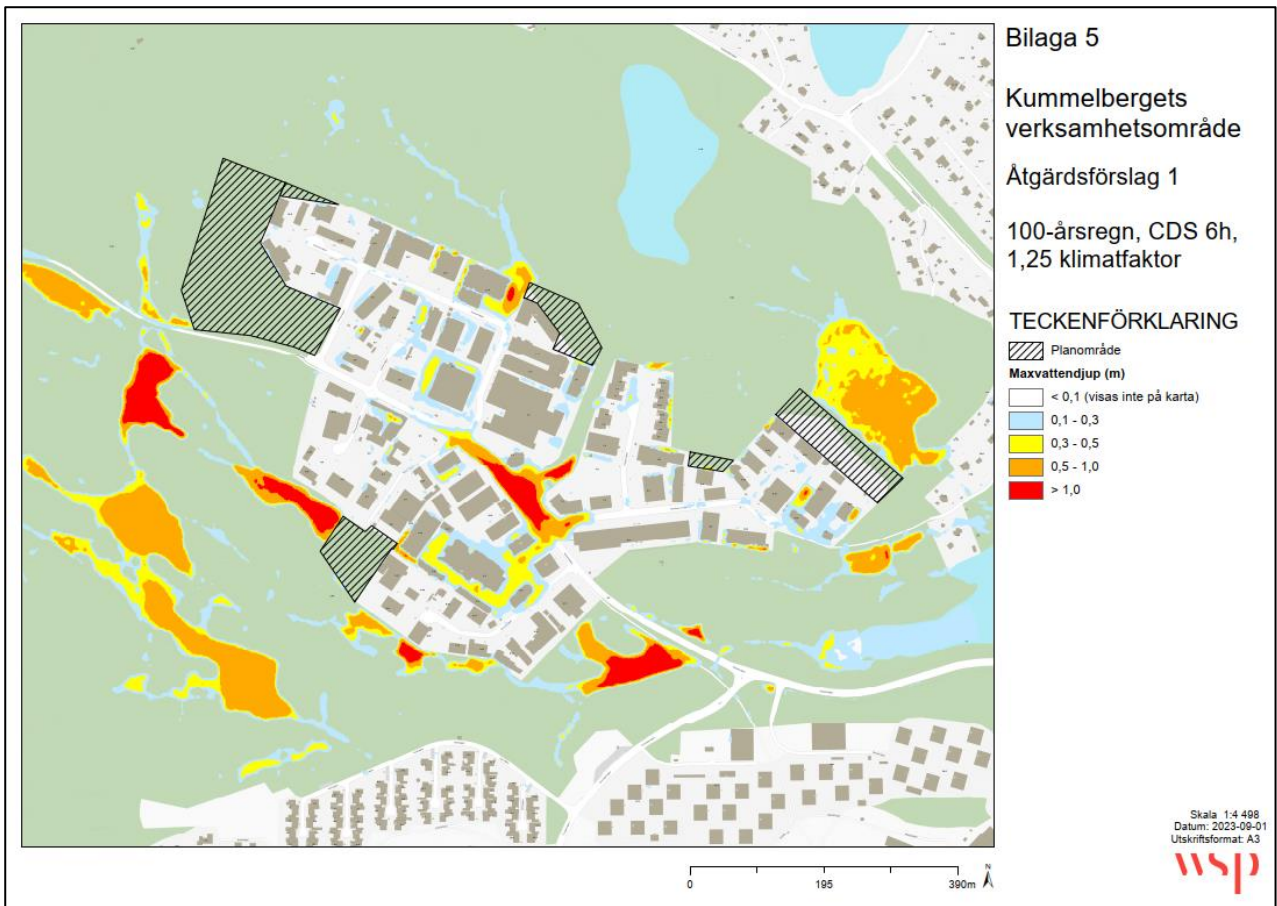 Bilaga 5
Kummelbergets
verksamhetsområde
Åtgärdsförslag 1
100-årsregn, CDS 6h,
1,25 klimatfaktor
TECKENFÖRKLARING
Planområde
Maxvattendjup (m)
< 0,1 (visas inte på karta)
0,1 - 0,3
0,3 - 0,5
0,5 - 1,0
> 1,0
Skala 1:4 498
Datum: 2023-09-01
Utskriftsformat: A3
wsp
N
0 195 390m